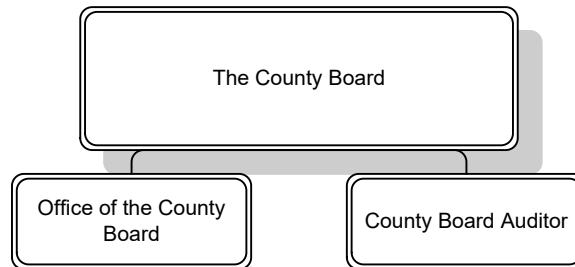 The County Board
Office of the County
Board
County Board Auditor